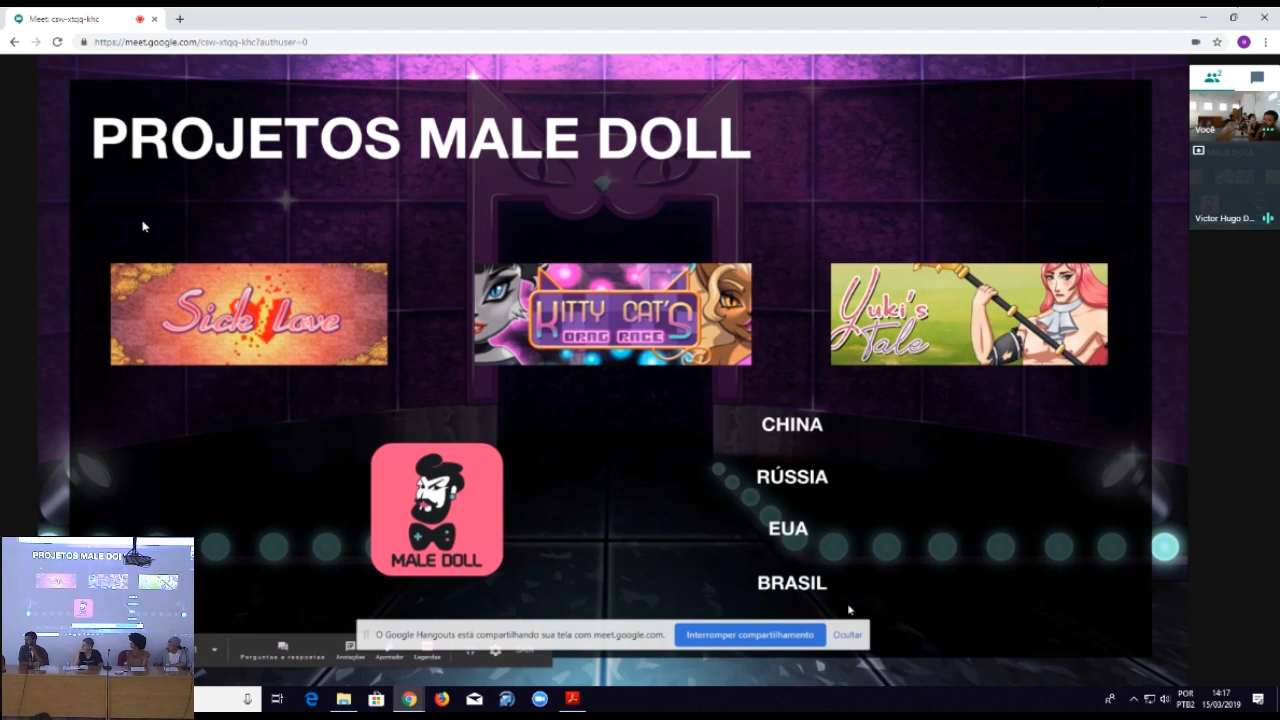 Meet: csw-xtqq-khc
https://meet.google.com/csw-xtqq-khc?authuser=0
PROJETOS MALE DOLL
2
Você
Victor Hugo D...
Sick Love
KITTY CAT'S
DRAG RACE
Yuki's
Tale
CHINA
RÚSSIA
EUA
BRASIL
MALE DOLL
PROJETOS MALE DOL
O Google Hangouts está compartilhando sua tela com meet.google.com.
Interromper compartilhamento
Ocultar
Perguntas e respostas
Anotações
Apontador
Legendas
POR
PTB2
14:17
15/03/2019